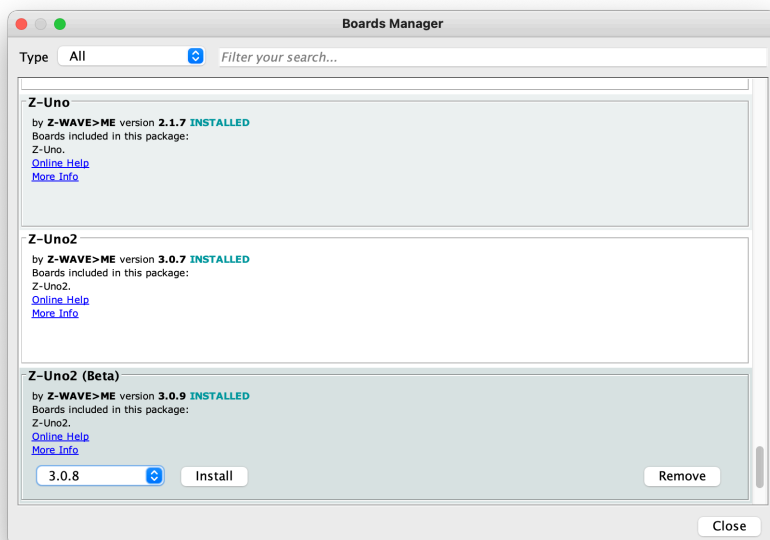 Boards Manager
Type All Filter your search...
Z-Uno
by Z-WAVE>ME version 2.1.7 INSTALLED
Boards included in this package:
Z-Uno.
Online Help
More Info
Z-Uno2
by Z-WAVE>ME version 3.0.7 INSTALLED
Boards included in this package:
Z-Uno2.
Online Help
More Info
Z-Uno2 (Beta)
by Z-WAVE>ME version 3.0.9 INSTALLED
Boards included in this package:
Z-Uno2.
Online Help
More Info
3.0.8 Install Remove
Close